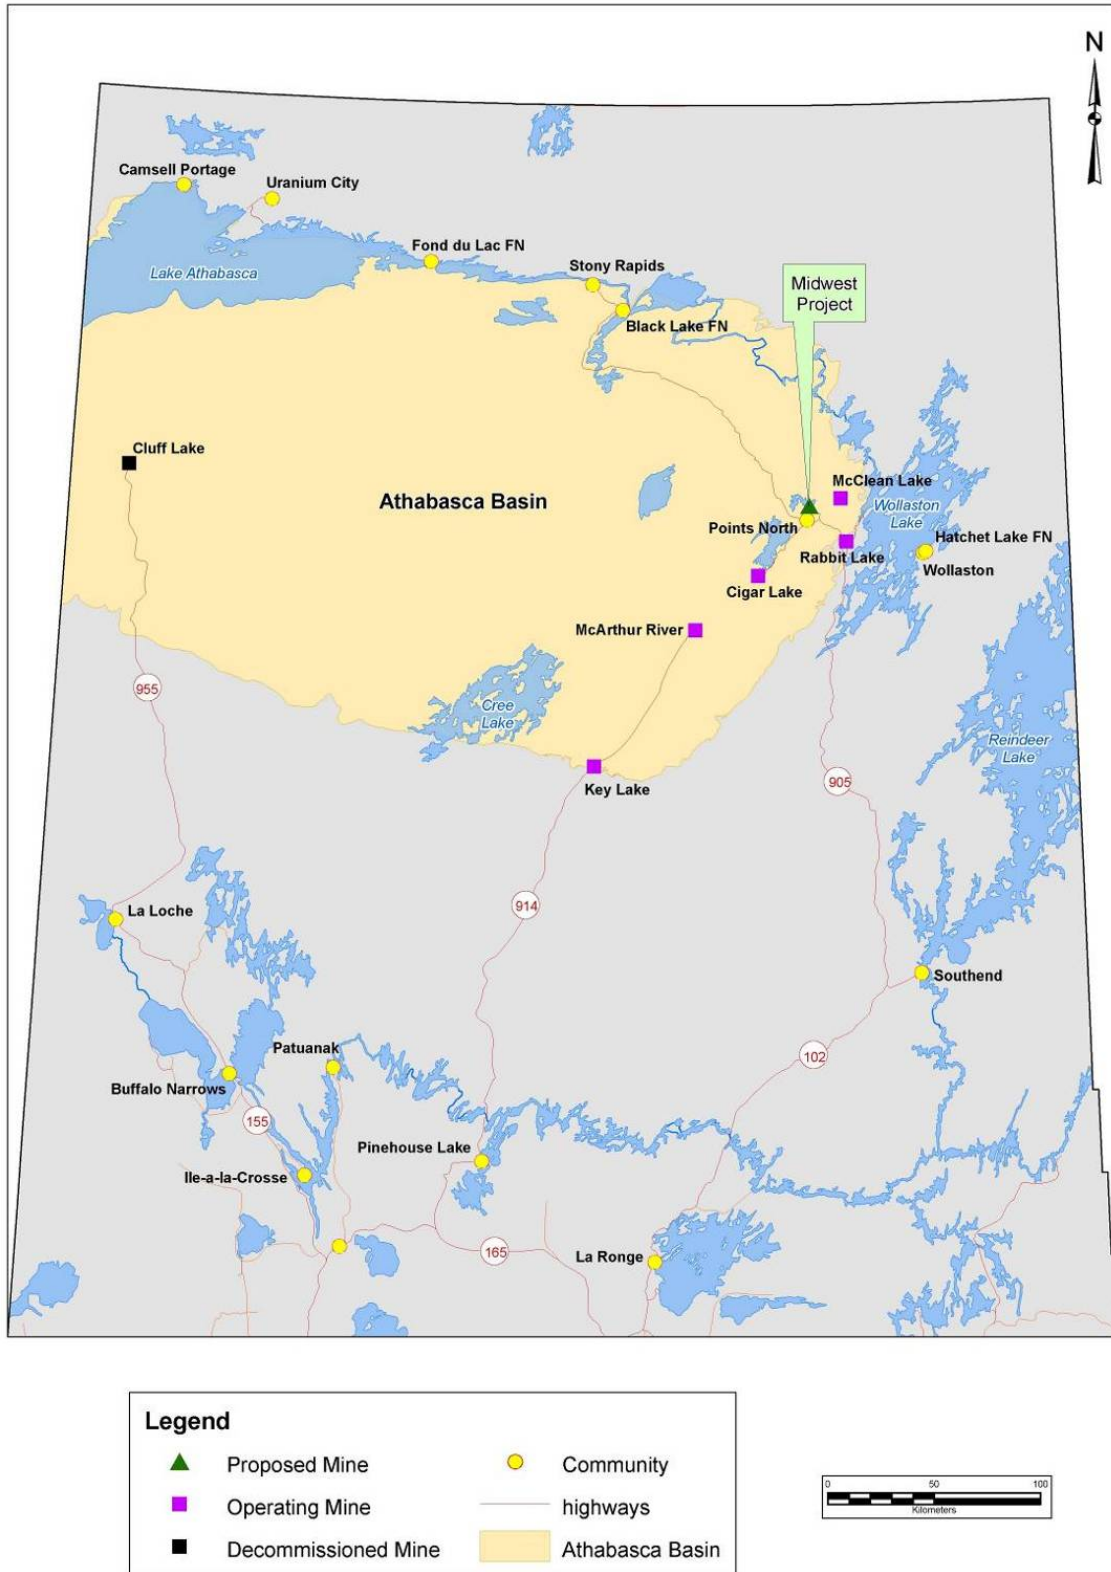 N
Camsell Portage
Uranium City
Lake Athabasca
Fond du Lac FN
Stony Rapids
Black Lake FN
Midwest
Project
Cluff Lake
Athabasca Basin
McClean Lake
Wollaston
Lake
Points North
Rabbit Lake
Hatchet Lake FN
Wollaston
Cigar Lake
McArthur River
955
Cree
Lake
Reindeer
Lake
Key Lake
905
914
La Loche
Southend
Patuanak
102
Buffalo Narrows
155
Pinehouse Lake
Ile-a-la-Crosse
165
La Ronge
Legend
Proposed Mine
Community
Operating Mine
highways
Decommissioned Mine
Athabasca Basin
0 50 100
Kilometers